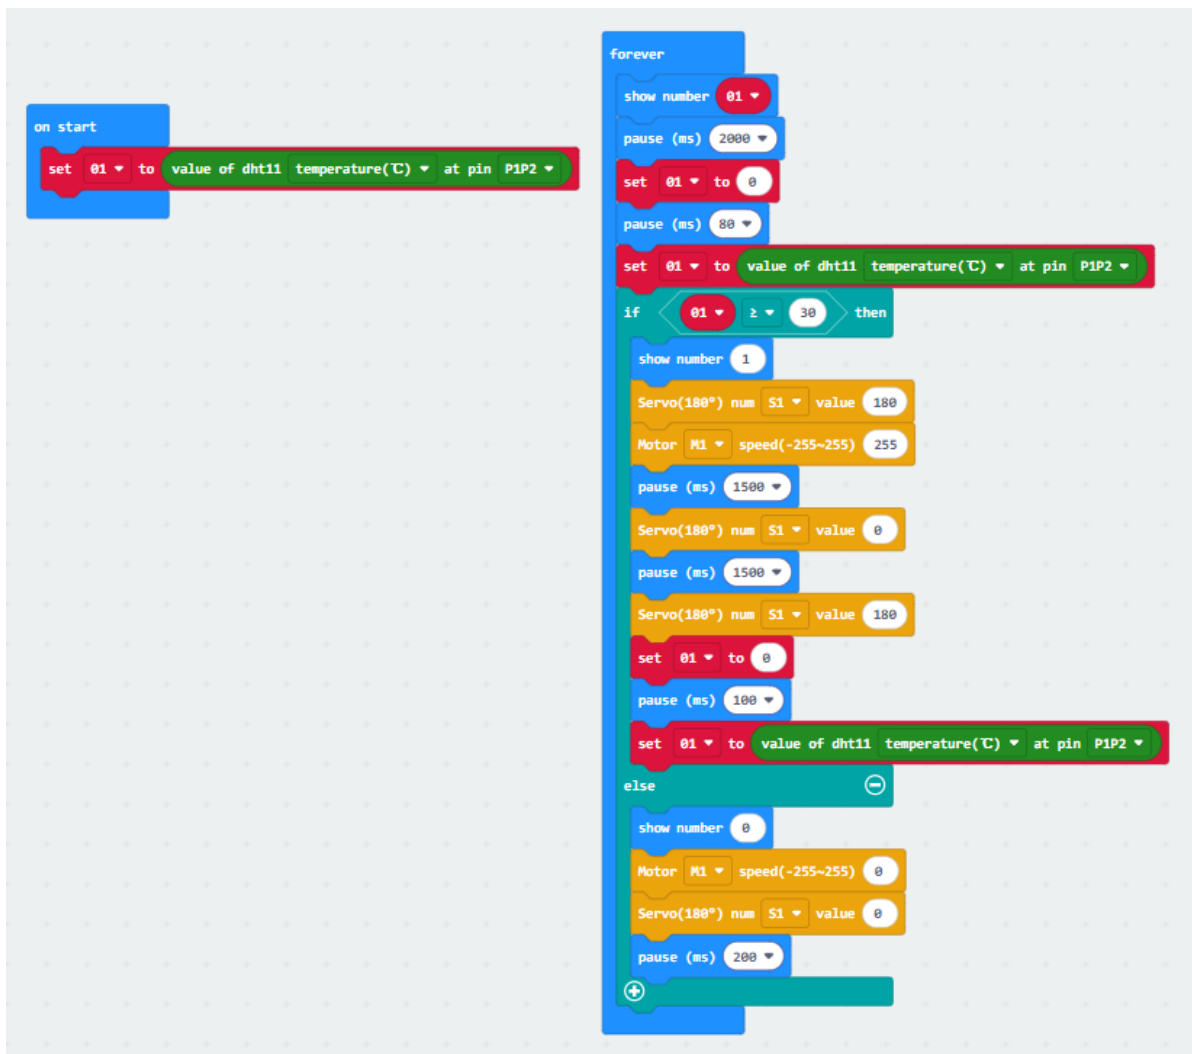 on start
set 01 to value of dht11 temperature(℃) at pin P1P2
forever
show number 01
pause (ms) 2000
set 01 to 0
pause (ms) 80
set 01 to value of dht11 temperature(℃) at pin P1P2
if 01 ≥ 30 then
show number 1
Servo(180°) num S1 value 180
Motor M1 speed(-255~255) 255
pause (ms) 1500
Servo(180°) num S1 value 0
pause (ms) 1500
Servo(180°) num S1 value 180
set 01 to 0
pause (ms) 100
set 01 to value of dht11 temperature(℃) at pin P1P2
else
show number 0
Motor M1 speed(-255~255) 0
Servo(180°) num S1 value 0
pause (ms) 200